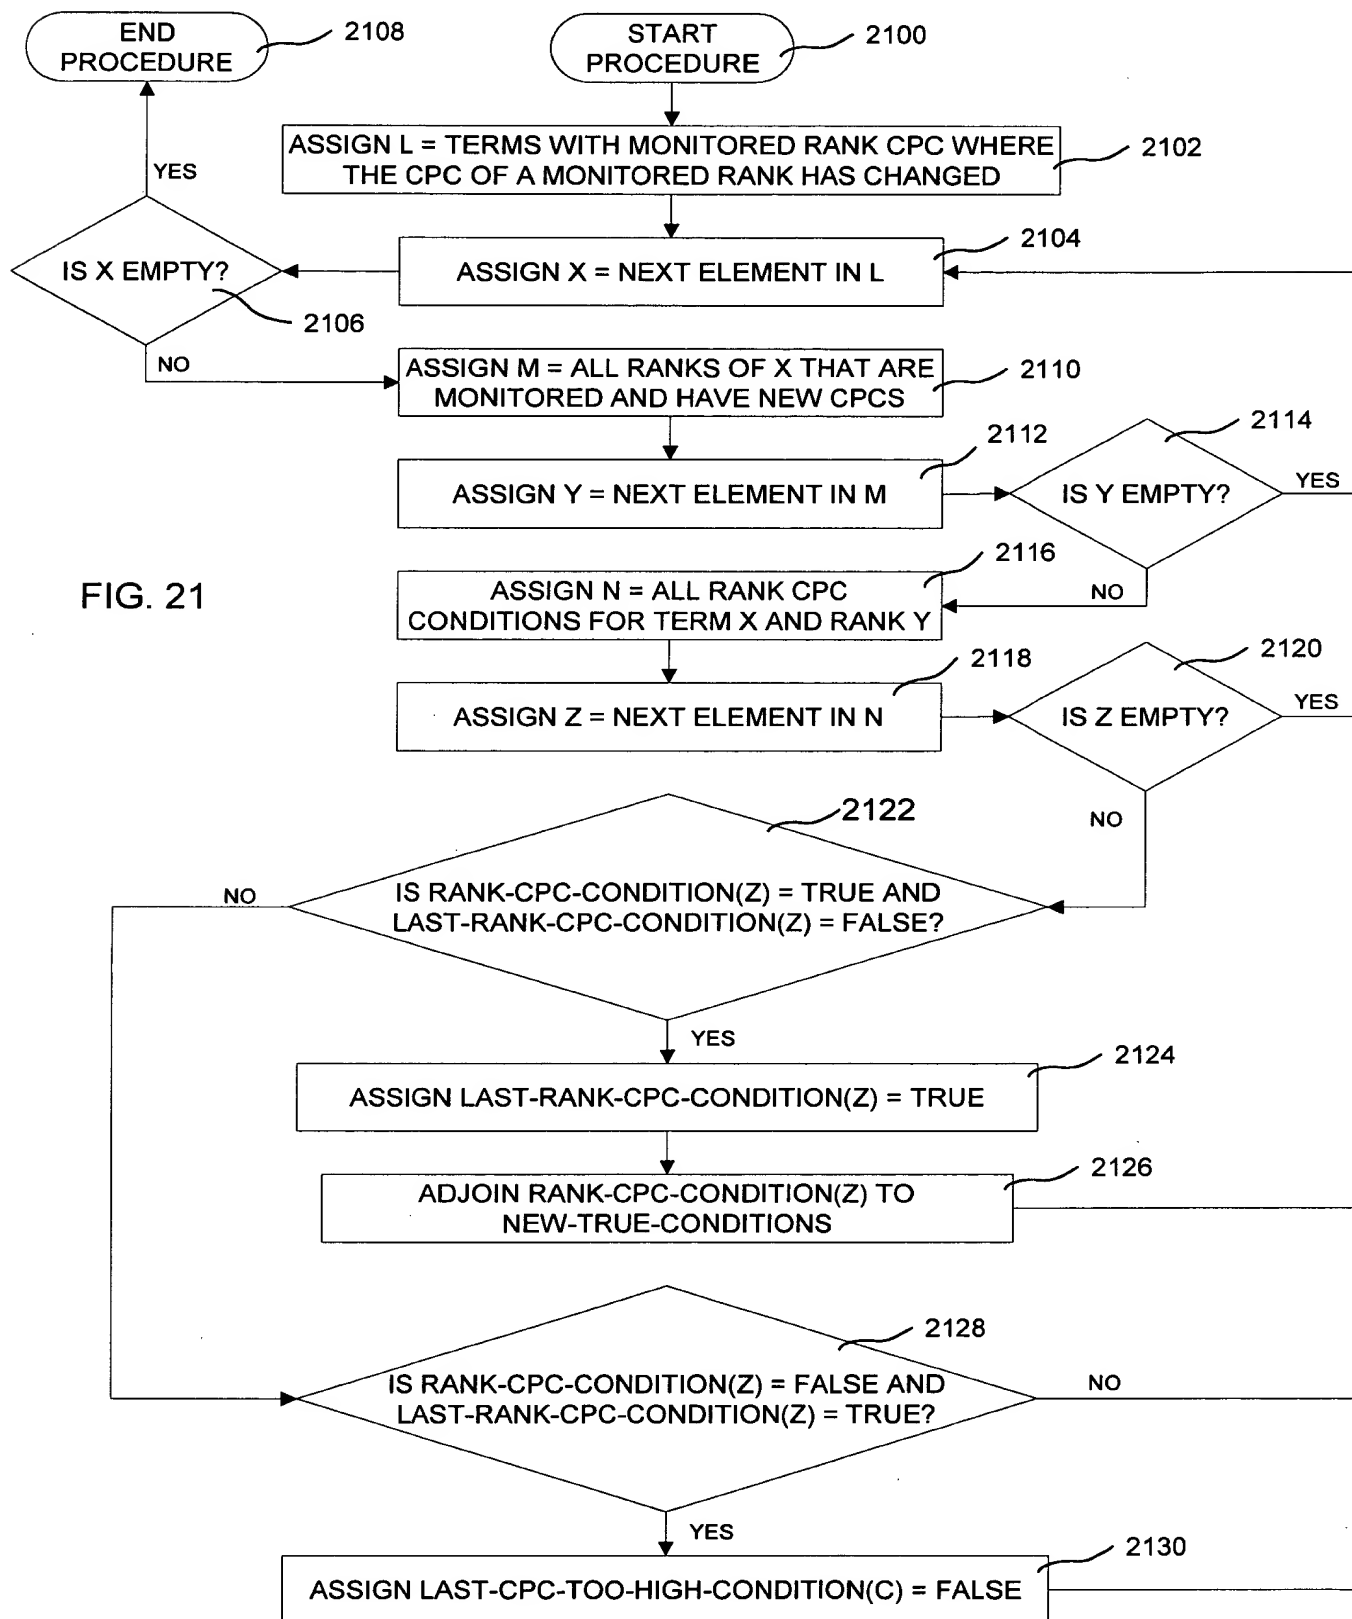 END
PROCEDURE
2108
START
PROCEDURE
2100
ASSIGN L = TERMS WITH MONITORED RANK CPC WHERE
THE CPC OF A MONITORED RANK HAS CHANGED
2102
YES
ASSIGN X = NEXT ELEMENT IN L
2104
IS X EMPTY?
2106
NO
ASSIGN M = ALL RANKS OF X THAT ARE
MONITORED AND HAVE NEW CPCS
2110
ASSIGN Y = NEXT ELEMENT IN M
2112
IS Y EMPTY?
2114
YES
NO
ASSIGN N = ALL RANK CPC
CONDITIONS FOR TERM X AND RANK Y
2116
FIG. 21
ASSIGN Z = NEXT ELEMENT IN N
2118
IS Z EMPTY?
2120
YES
NO
IS RANK-CPC-CONDITION(Z) = TRUE AND
LAST-RANK-CPC-CONDITION(Z) = FALSE?
2122
NO
YES
ASSIGN LAST-RANK-CPC-CONDITION(Z) = TRUE
2124
ADJOIN RANK-CPC-CONDITION(Z) TO
NEW-TRUE-CONDITIONS
2126
IS RANK-CPC-CONDITION(Z) = FALSE AND
LAST-RANK-CPC-CONDITION(Z) = TRUE?
2128
NO
YES
ASSIGN LAST-CPC-TOO-HIGH-CONDITION(C) = FALSE
2130